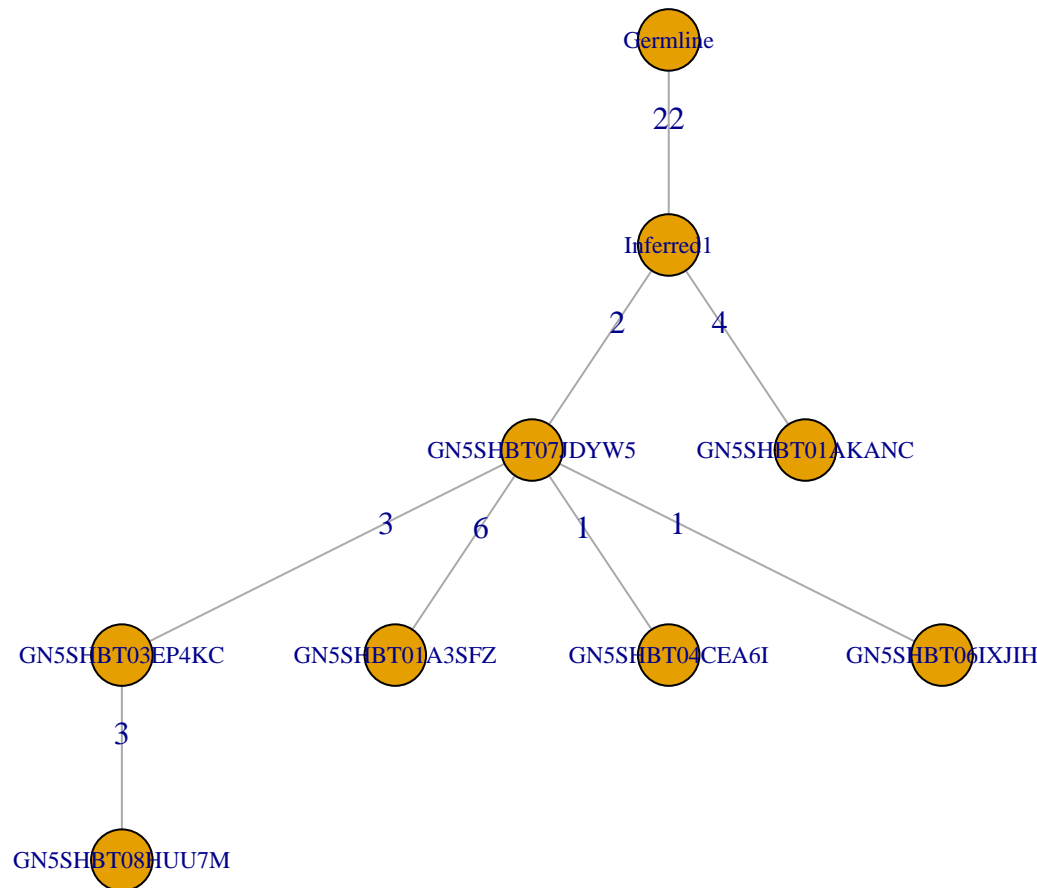 Germline
22
Inferred1
2
4
GN5SHBT07JDYW5
GN5SHBT01AKANC
3
6
1
1
GN5SHBT03EP4KC
GN5SHBT01A3SFZ
GN5SHBT04CEA6I
GN5SHBT06IXJIH
3
GN5SHBT08HUU7M